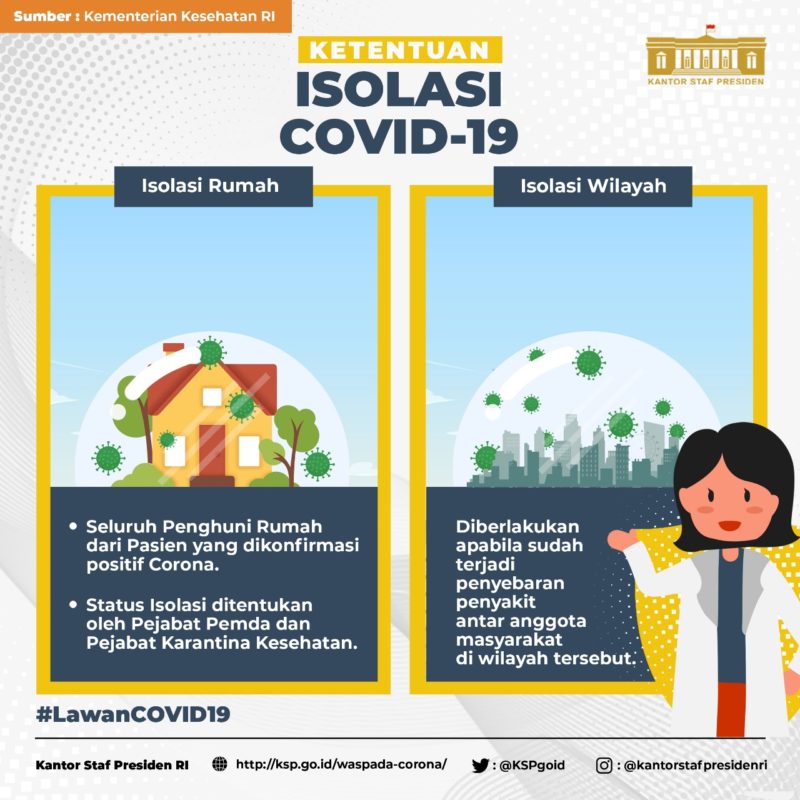 Sumber : Kementerian Kesehatan RI
KANTOR STAF PRESIDEN
KETENTUAN
ISOLASI
COVID-19
Isolasi Rumah
Seluruh Penghuni Rumah
dari Pasien yang dikonfirmasi
positif Corona.
Status Isolasi ditentukan
oleh Pejabat Pemda dan
Pejabat Karantina Kesehatan.
Isolasi Wilayah
Diberlakukan
apabila sudah
terjadi
penyebaran
penyakit
antar anggota
masyarakat
di wilayah tersebut.
#LawanCOVID19
Kantor Staf Presiden RI
http://ksp.go.id/waspada-corona/
: @KSPgoid
: @kantorstafpresidenri